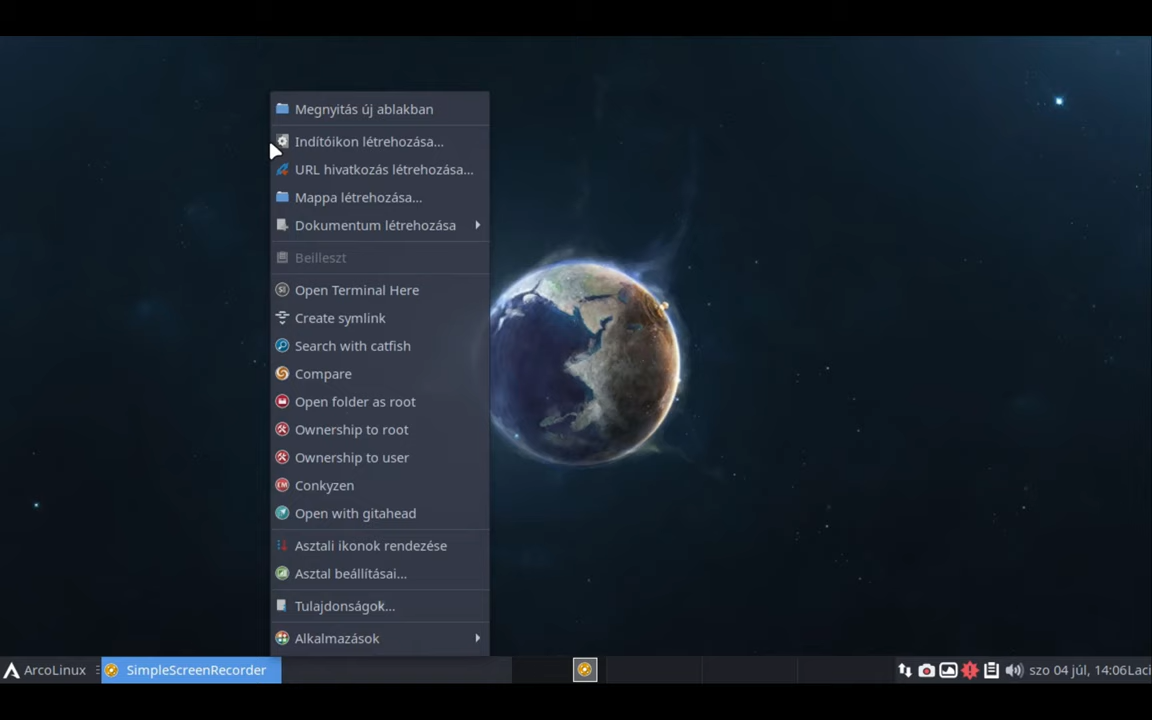 Megnyitás új ablakban
Indítóikon létrehozása...
URL hivatkozás létrehozása...
Mappa létrehozása...
Dokumentum létrehozása
Beilleszt
Open Terminal Here
Create symlink
Search with catfish
Compare
Open folder as root
Ownership to root
Ownership to user
Conkyzen
Open with gitahead
Asztali ikonok rendezése
Asztal beállításai...
Tulajdonságok...
Alkalmazások
ArcoLinux SimpleScreenRecorder szo 04 júl, 14:06 Laci